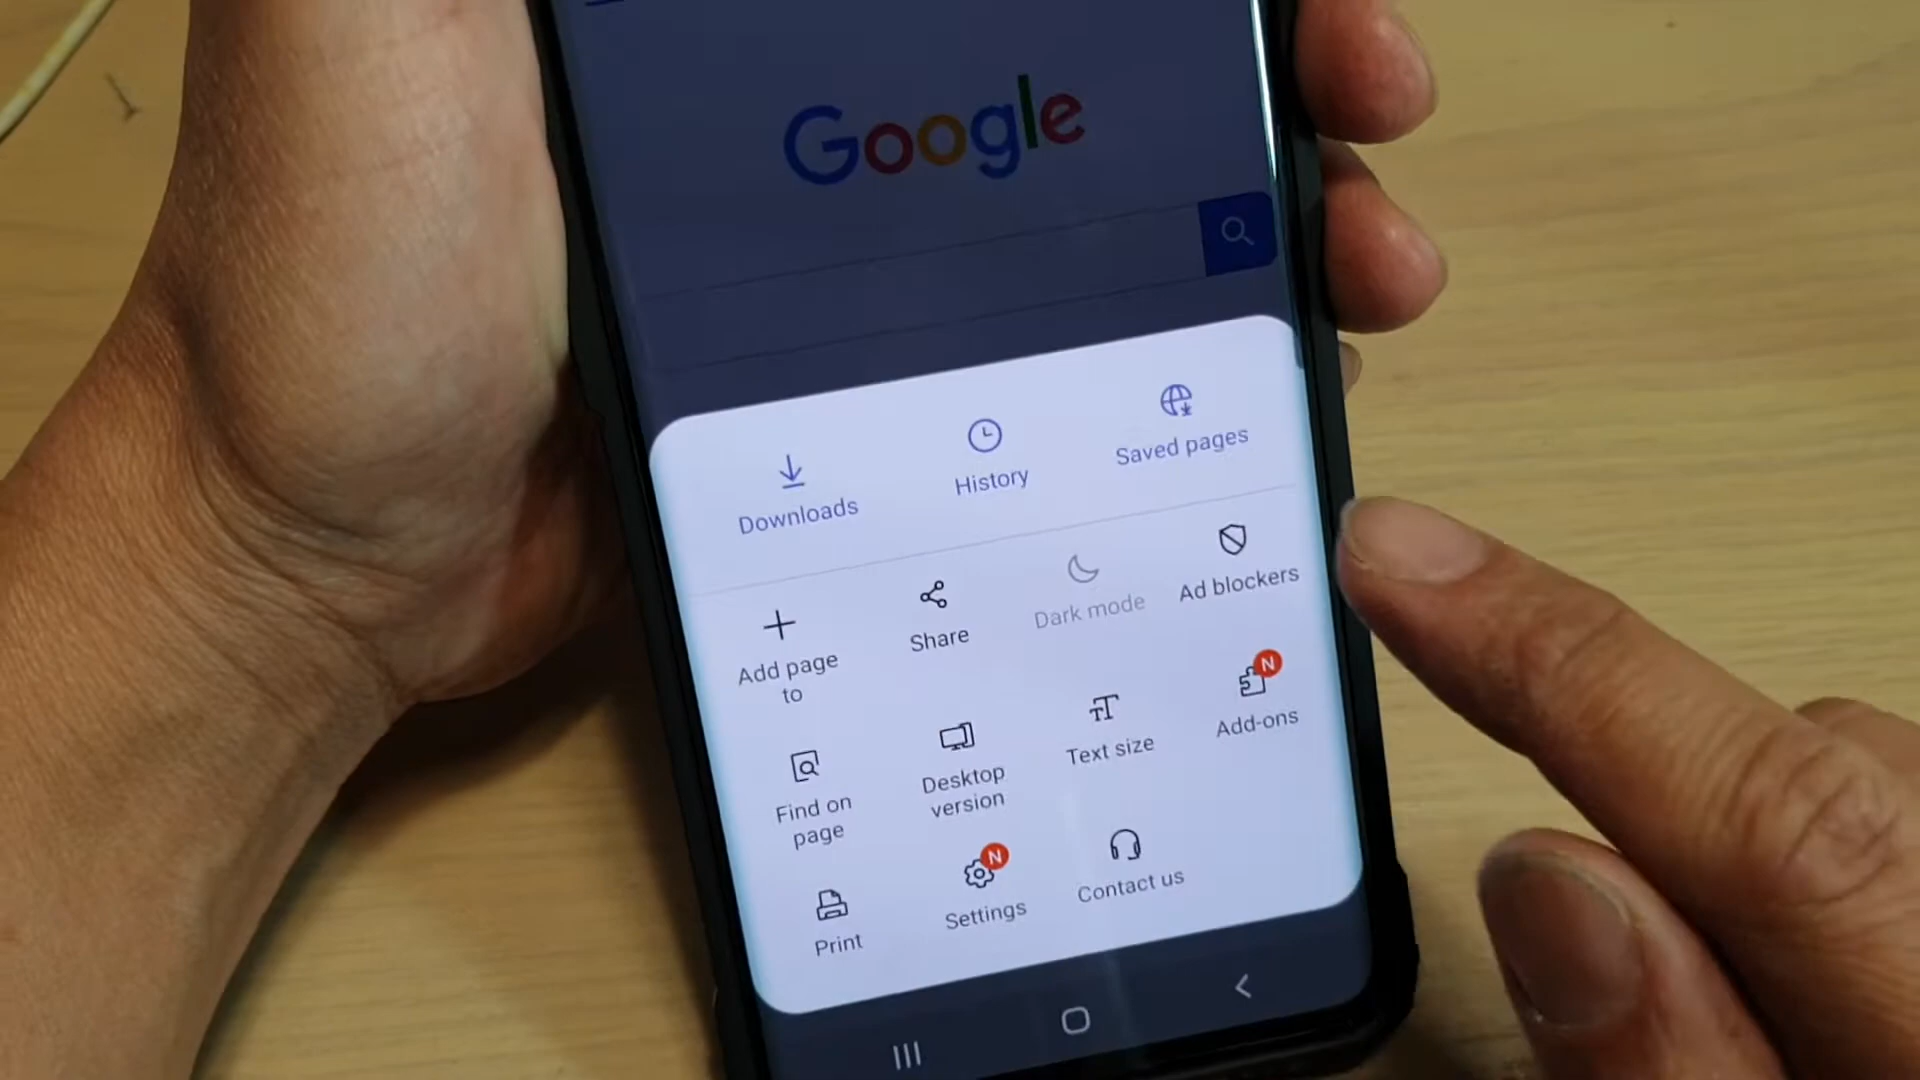 Google
Downloads
History
Saved pages
Add page
to
Share
Dark mode
Ad blockers
Find on
page
Desktop
version
Text size
N
Add-ons
Print
N
Settings
Contact us